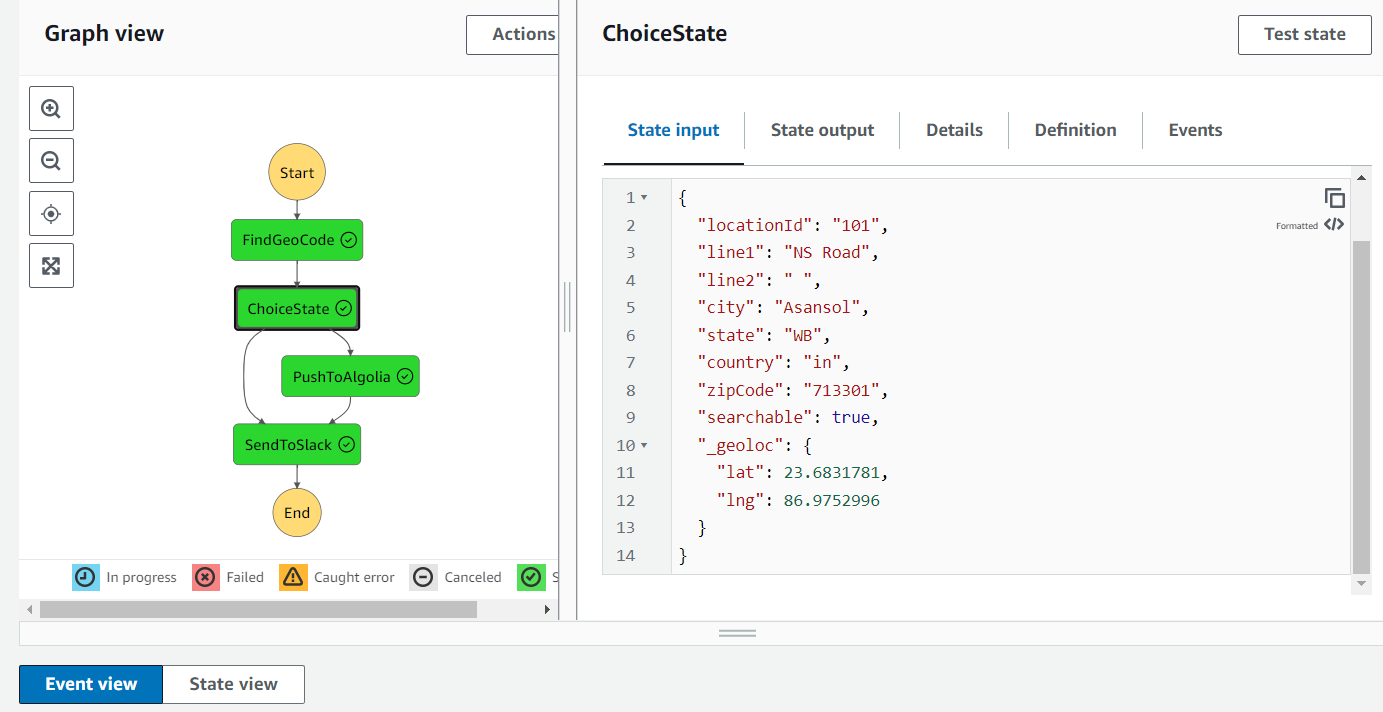 Graph view
Actions
Start
FindGeoCode
ChoiceState
PushToAlgolia
SendToSlack
End
In progress
Failed
Caught error
Canceled
S
ChoiceState
Test state
State input
State output
Details
Definition
Events
Formatted
1 {
2 "locationId": "101",
3 "line1": "NS Road",
4 "line2": " ",
5 "city": "Asansol",
6 "state": "WB",
7 "country": "in",
8 "zipCode": "713301",
9 "searchable": true,
10 "_geoloc": {
11 "lat": 23.6831781,
12 "lng": 86.9752996
13 }
14 }
Event view
State view